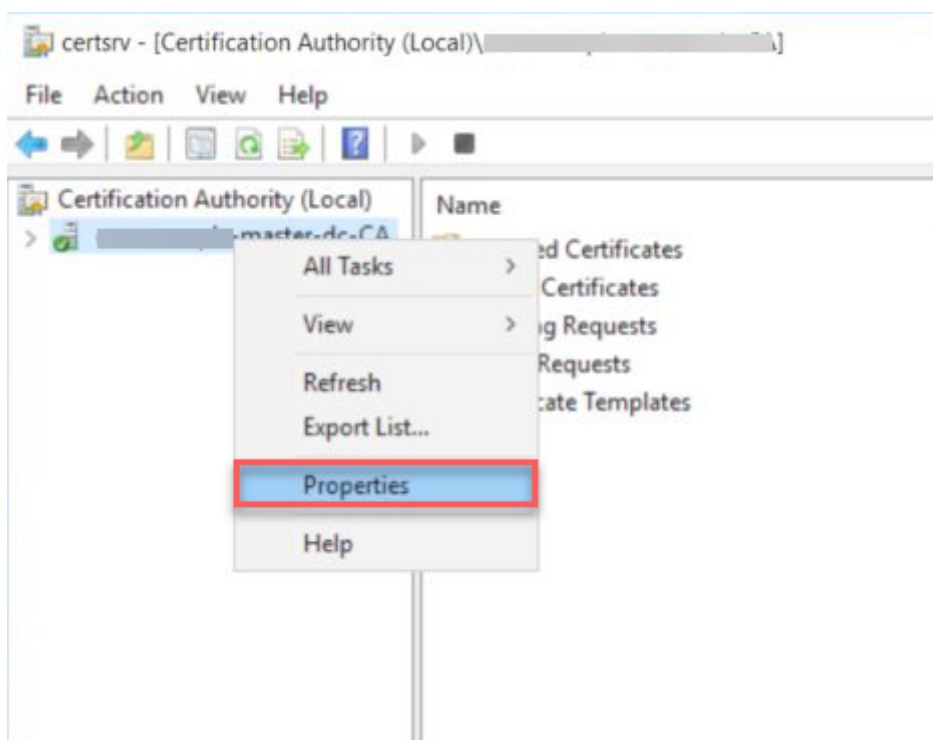 certsrv - [Certification Authority (Local)\
File Action View Help
Certification Authority (Local)
-master-dc-CA
Name
ed Certificates
Certificates
ng Requests
Requests
cate Templates
All Tasks
View
Refresh
Export List...
Properties
Help